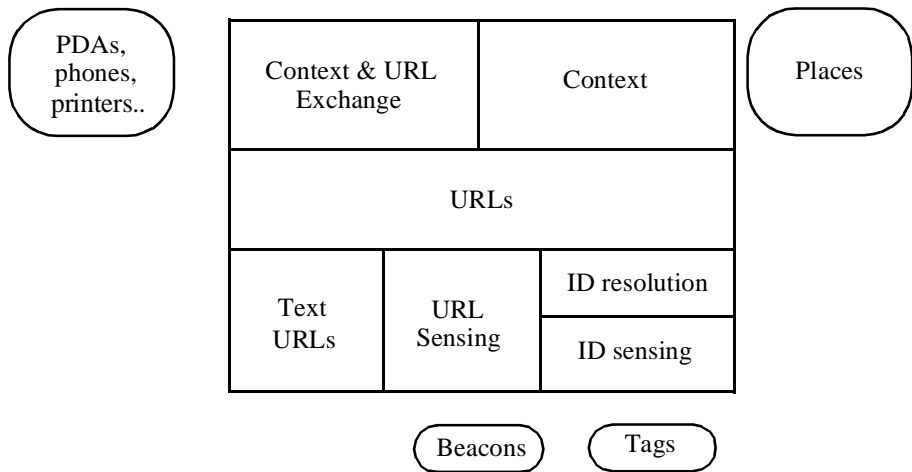 PDAs,
phones,
printers..
Context & URL
Exchange
Context
Places
URLs
Text
URLs
URL
Sensing
ID resolution
ID sensing
Beacons
Tags